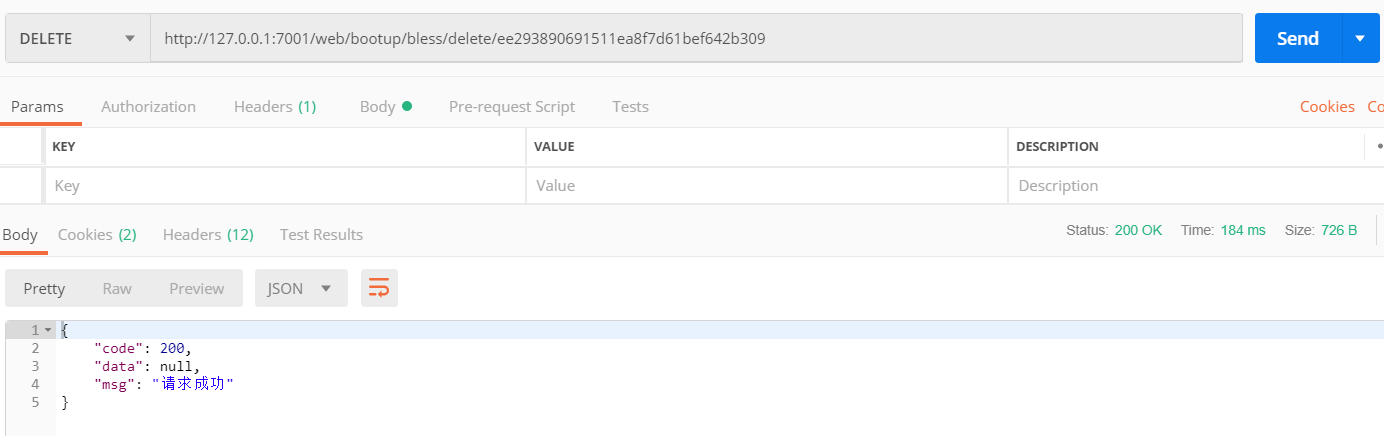 DELETE http://127.0.0.1:7001/web/bootup/bless/delete/ee293890691511ea8f7d61bef642b309 Send
Params Authorization Headers (1) Body Pre-request Script Tests Cookies Co
KEY VALUE DESCRIPTION
Key Value Description
Body Cookies (2) Headers (12) Test Results Status: 200 OK Time: 184 ms Size: 726 B
Pretty Raw Preview JSON
1 {
2 "code": 200,
3 "data": null,
4 "msg": "请求成功"
5 }